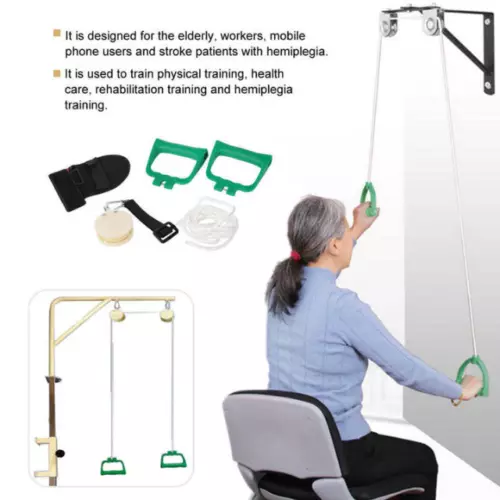 It is designed for the elderly, workers, mobile
phone users and stroke patients with hemiplegia.
It is used to train physical training, health
care, rehabilitation training and hemiplegia
training.